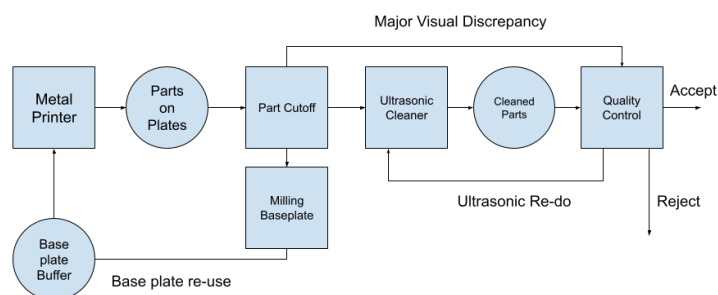 Major Visual Discrepancy
Metal
Printer
Parts
on
Plates
Part Cutoff
Ultrasonic
Cleaner
Cleaned
Parts
Quality
Control
Accept
Milling
Baseplate
Ultrasonic Re-do
Reject
Base
plate
Buffer
Base plate re-use